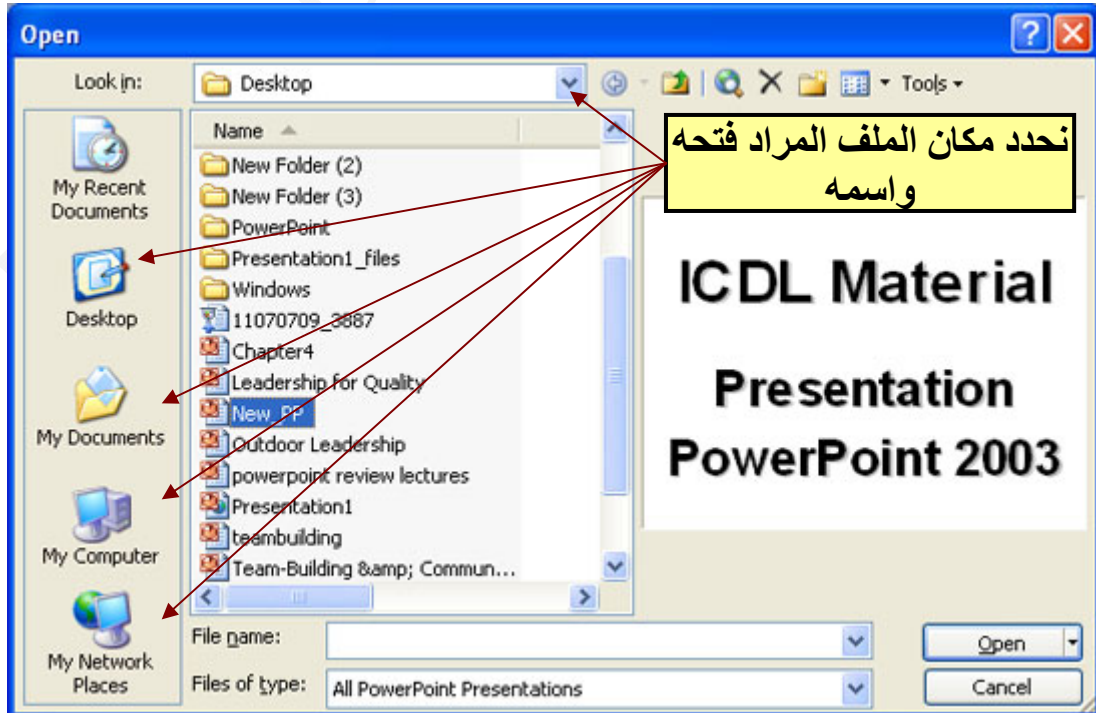 Open
Look in:
Desktop
Tools
My Recent
Documents
Desktop
My Documents
My Computer
My Network
Places
Name
New Folder (2)
New Folder (3)
PowerPoint
Presentation1_files
Windows
11070709_3887
Chapter4
Leadership for Quality
New_PP
Outdoor Leadership
powerpoint review lectures
Presentation1
teambuilding
Team-Building &amp; Commun...
نحدد مكان الملف المراد فتحه
واسمه
ICDL Material
Presentation
PowerPoint 2003
File name:
Open
Files of type:
All PowerPoint Presentations
Cancel